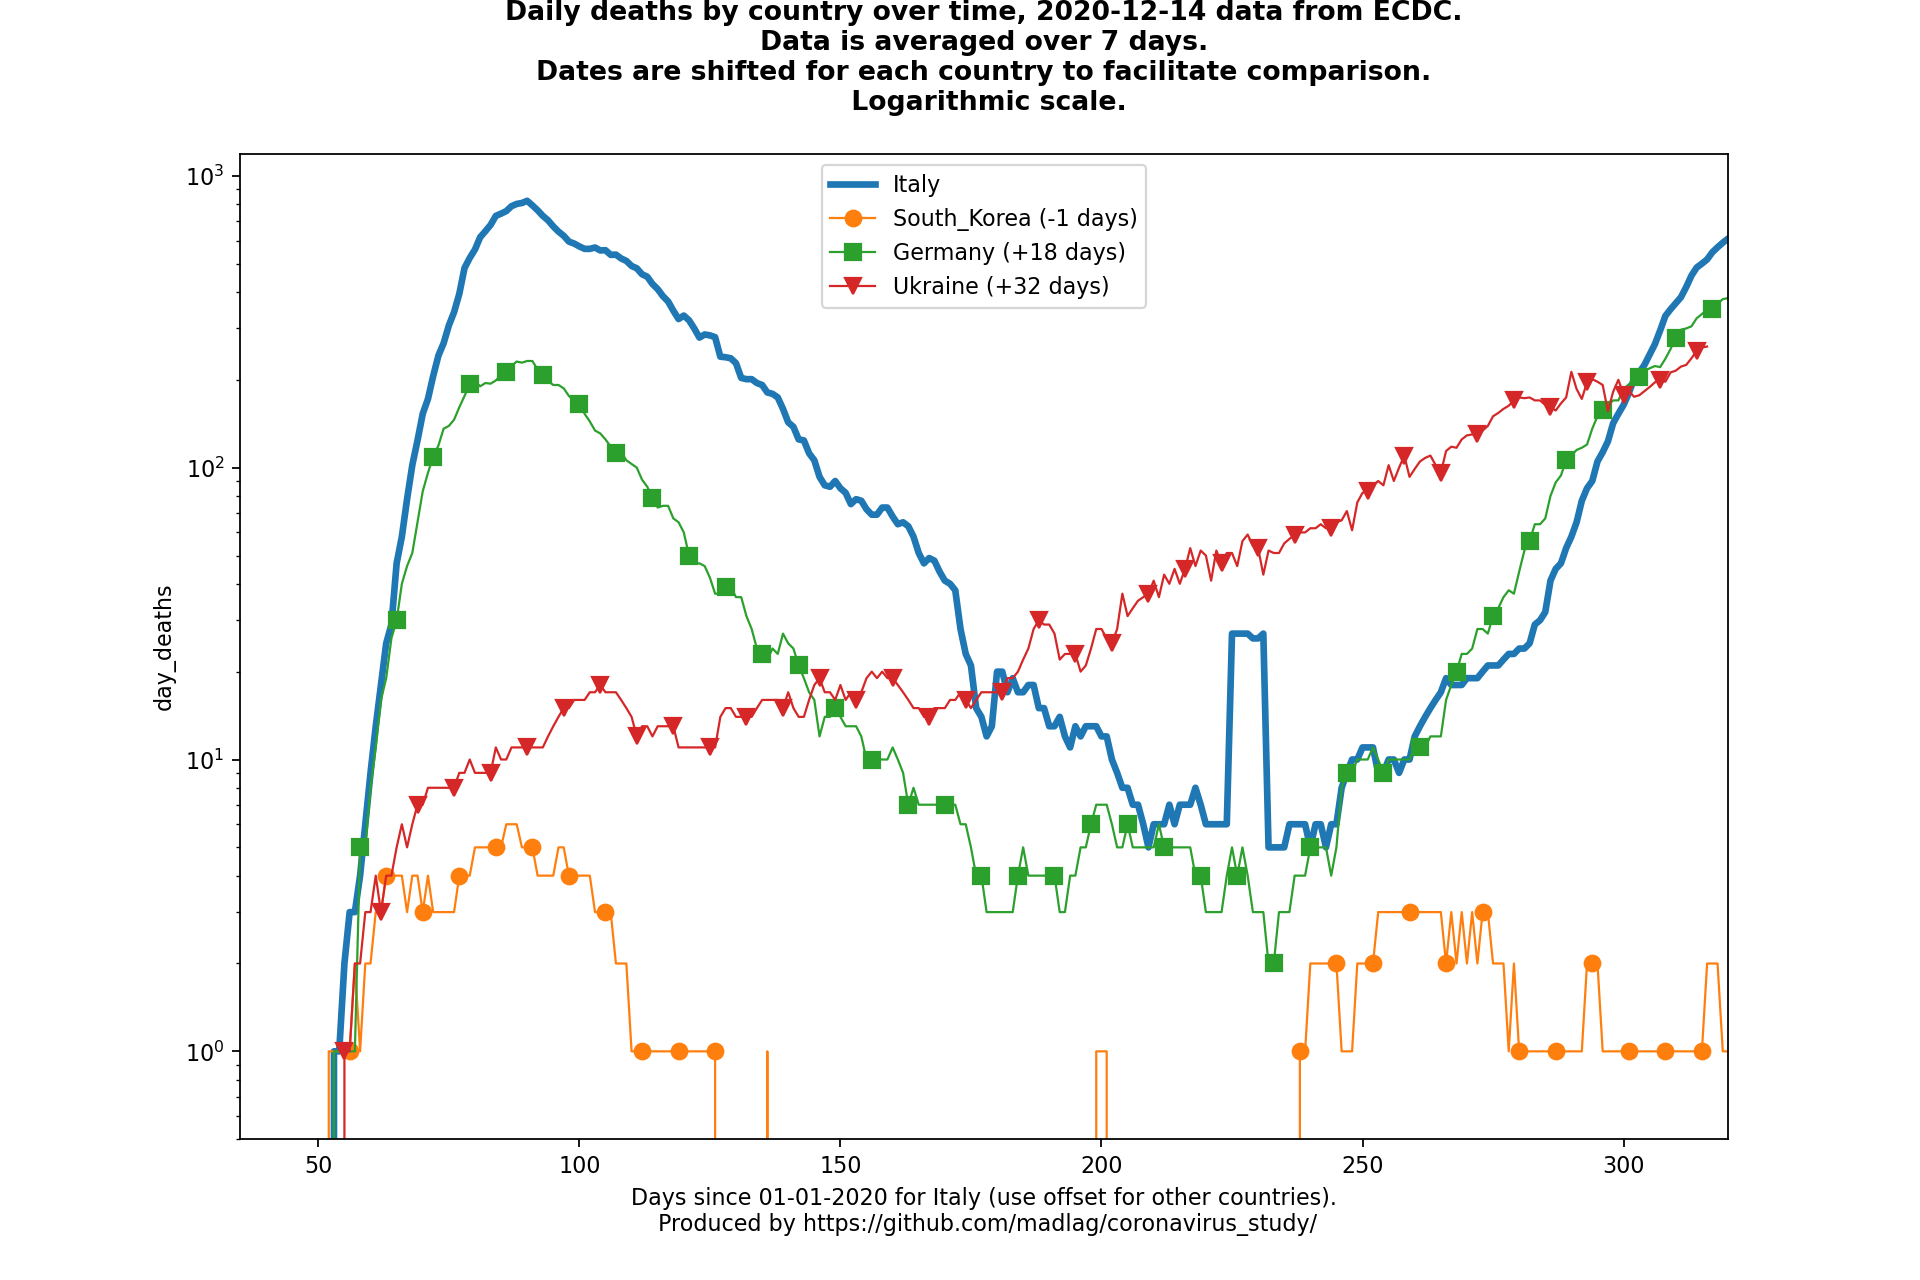 Daily deaths by country over time, 2020-12-14 data from ECDC.
Data is averaged over 7 days.
Dates are shifted for each country to facilitate comparison.
Logarithmic scale.
10³
10²
10¹
10⁰
day_deaths
Italy
South_Korea (-1 days)
Germany (+18 days)
Ukraine (+32 days)
50 100 150 200 250 300
Days since 01-01-2020 for Italy (use offset for other countries).
Produced by https://github.com/madlag/coronavirus_study/